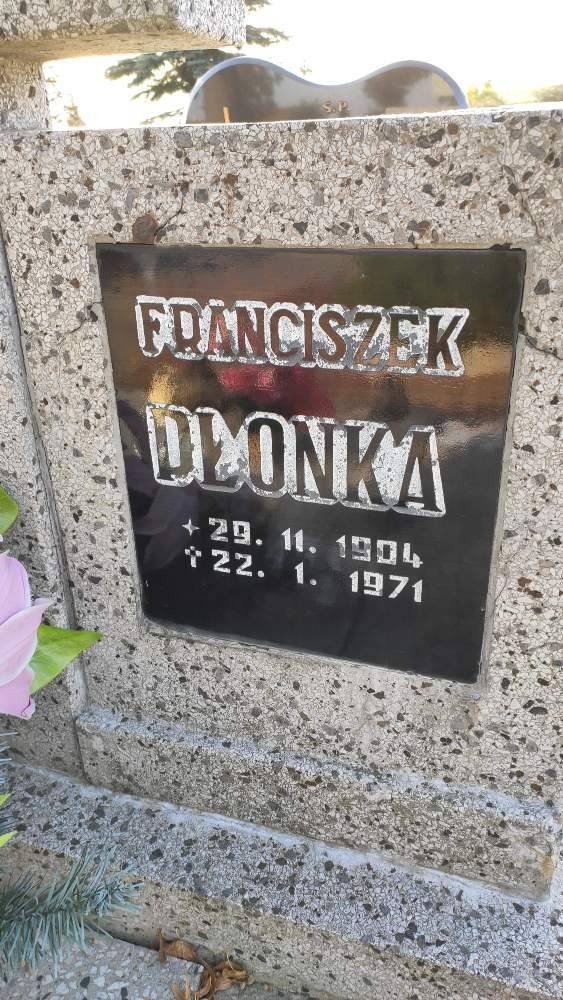 Ś.P.
FRANCISZEK
DŁONKA
✦ 29. 11. 1904
✝ 22. 1. 1971